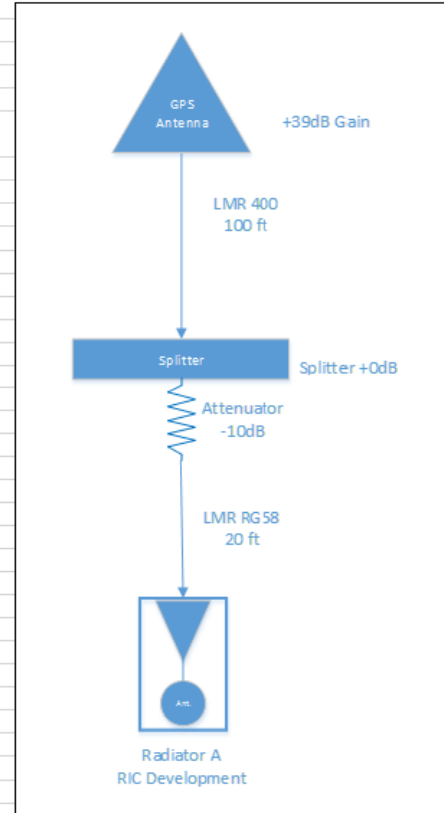 GPS
Antenna
+39dB Gain
LMR 400
100 ft
Splitter
Splitter +0dB
Attenuator
-10dB
LMR RG58
20 ft
Ant.
Radiator A
RIC Development